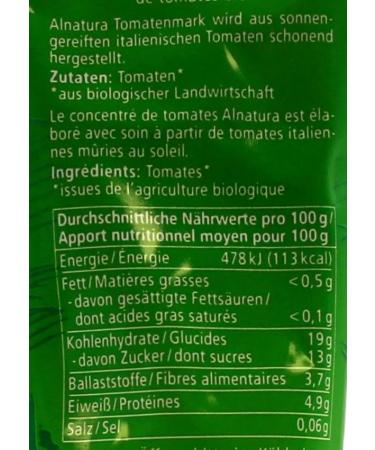 de tomates
Alnatura Tomatenmark wird aus sonnen-
gereiften italienischen Tomaten schonend
hergestellt.
Zutaten: Tomaten*
*aus biologischer Landwirtschaft
Le concentré de tomates Alnatura est éla-
boré avec soin à partir de tomates italien-
nes mûries au soleil.
Ingrédients: Tomates*
*issues de l'agriculture biologique
Durchschnittliche Nährwerte pro 100g/
Apport nutritionnel moyen pour 100g
Energie/Énergie 478kJ (113kcal)
Fett/Matières grasses <0,5g
-davon gesättigte Fettsäuren/
dont acides gras saturés <0,1g
Kohlenhydrate/Glucides 19g
-davon Zucker/dont sucres 13g
Ballaststoffe/Fibres alimentaires 3,7g
Eiweiß/Protéines 4,9g
Salz/Sel 0,06g